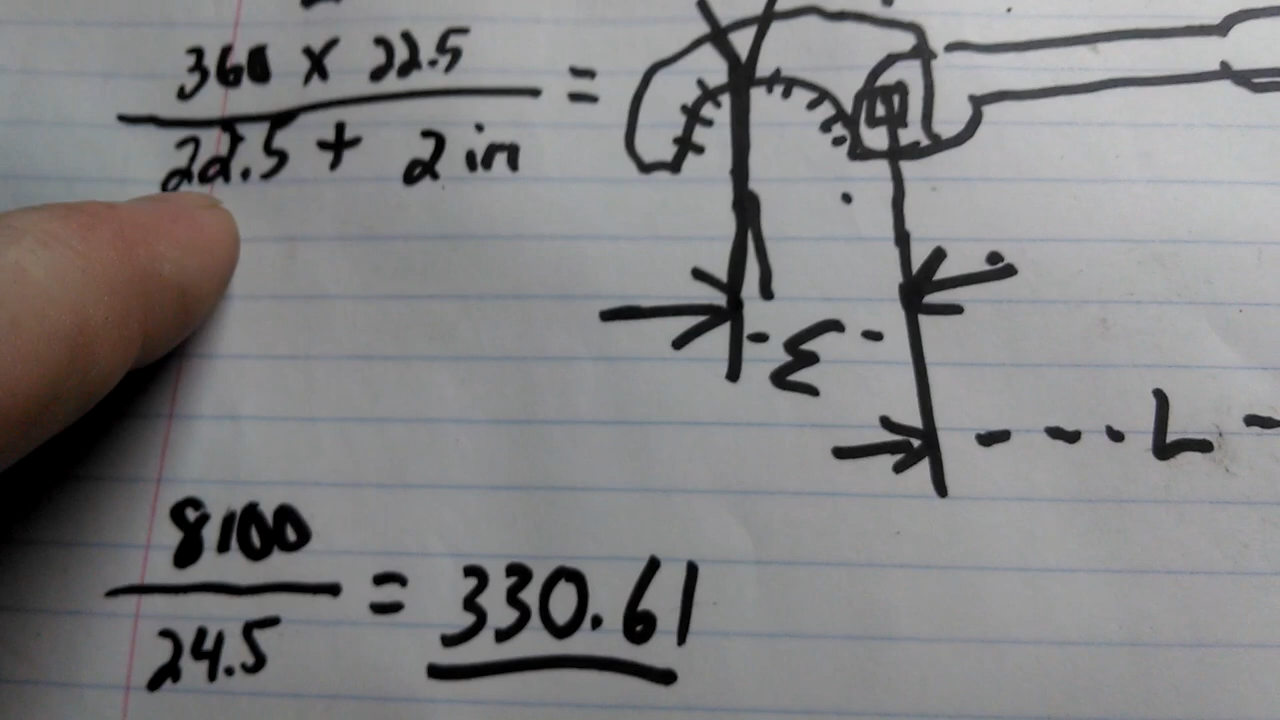 360 x 22.5 =
22.5 + 2 in
E
L
8100
24.5
= 330.61